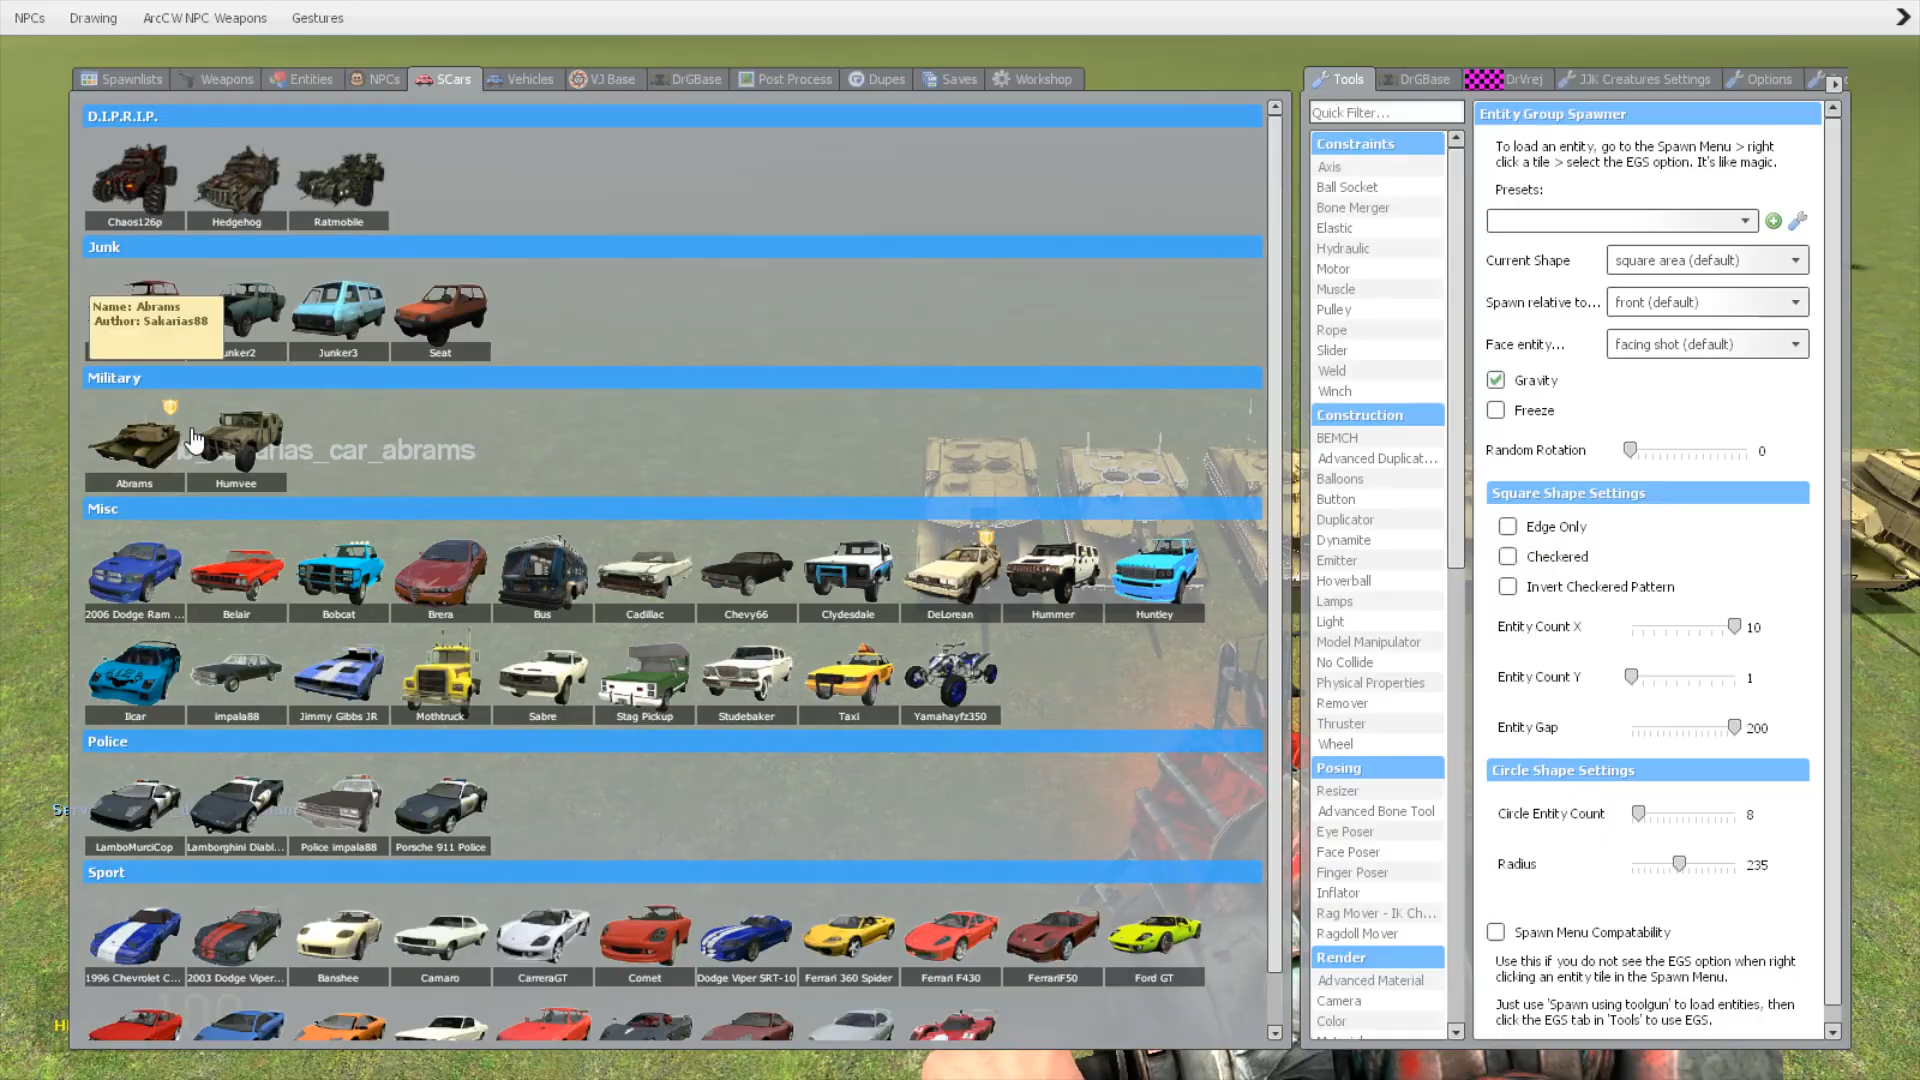 NPCs Drawing ArcCW NPC Weapons Gestures
Spawnlists Weapons Entities NPCs SCars Vehicles VJ Base DrGBase Post Process Dupes Saves Workshop
D.I.P.R.I.P.
Chaos126p Hedgehog Ratmobile
Junk
Name: Abrams
Author: Sakarias88
unker2 Junker3 Seat
Military
ias_car_abrams
Abrams Humvee
Misc
2006 Dodge Ram ... Belair Bobcat Brera Bus Cadillac Chevy66 Clydesdale DeLorean Hummer Huntley
Ilcar impala88 Jimmy Gibbs JR Mothtruck Sabre Stag Pickup Studebaker Taxi Yamahayfz350
Police
LamboMurciCop Lamborghini Diabl... Police impala88 Porsche 911 Police
Sport
1996 Chevrolet C... 2003 Dodge Viper... Banshee Camaro CarreraGT Comet Dodge Viper SRT-10 Ferrari 360 Spider Ferrari F430 FerrariF50 Ford GT
Tools DrGBase DrVrej JJK Creatures Settings Options
Quick Filter...
Constraints
Axis
Ball Socket
Bone Merger
Elastic
Hydraulic
Motor
Muscle
Pulley
Rope
Slider
Weld
Winch
Construction
BEMCH
Advanced Duplicat...
Balloons
Button
Duplicator
Dynamite
Emitter
Hoverball
Lamps
Light
Model Manipulator
No Collide
Physical Properties
Remover
Thruster
Wheel
Posing
Resizer
Advanced Bone Tool
Eye Poser
Face Poser
Finger Poser
Inflator
Rag Mover - IK Ch...
Ragdoll Mover
Render
Advanced Material
Camera
Color
Entity Group Spawner
To load an entity, go to the Spawn Menu > right
click a tile > select the EGS option. It's like magic.
Presets:
Current Shape square area (default)
Spawn relative to... front (default)
Face entity... facing shot (default)
Gravity
Freeze
Random Rotation 0
Square Shape Settings
Edge Only
Checkered
Invert Checkered Pattern
Entity Count X 10
Entity Count Y 1
Entity Gap 200
Circle Shape Settings
Circle Entity Count 8
Radius 235
Spawn Menu Compatability
Use this if you do not see the EGS option when right
clicking an entity tile in the Spawn Menu.
Just use 'Spawn using toolgun' to load entities, then
click the EGS tab in 'Tools' to use EGS.